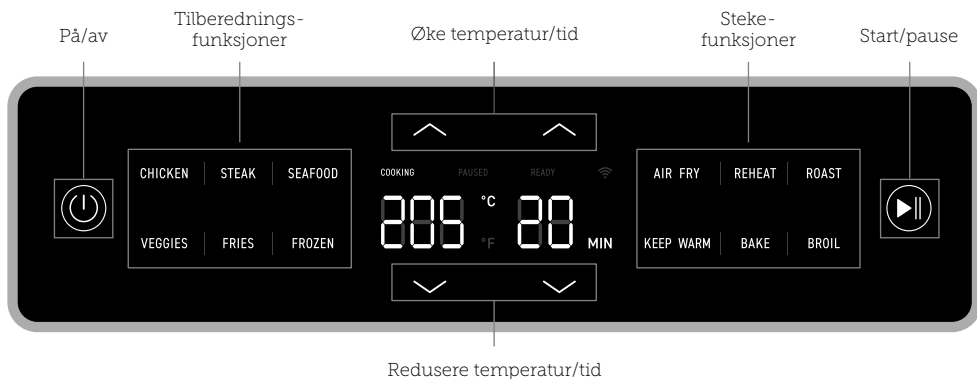 På/av
Tilberednings-
funksjoner
Øke temperatur/tid
Steke-
funksjoner
Start/pause
CHICKEN STEAK SEAFOOD
VEGGIES FRIES FROZEN
COOKING PAUSED READY
205 °C 20
°F MIN
AIR FRY REHEAT ROAST
KEEP WARM BAKE BROIL
Redusere temperatur/tid